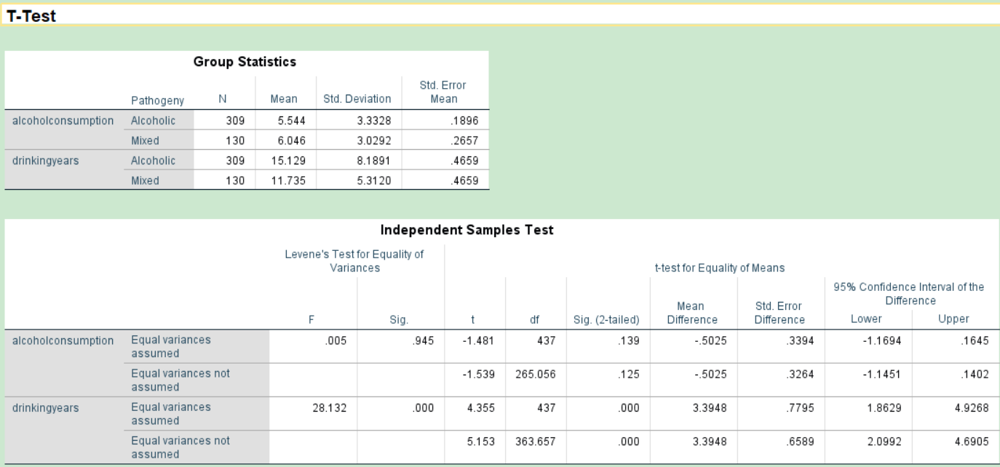 T-Test
Group Statistics
Pathogeny N Mean Std. Deviation Std. Error Mean
alcoholconsumption Alcoholic 309 5.544 3.3328 .1896
Mixed 130 6.046 3.0292 .2657
drinkingyears Alcoholic 309 15.129 8.1891 .4659
Mixed 130 11.735 5.3120 .4659
Independent Samples Test
Levene's Test for Equality of Variances t-test for Equality of Means
95% Confidence Interval of the Difference
F Sig. t df Sig. (2-tailed) Mean Difference Std. Error Difference Lower Upper
alcoholconsumption Equal variances assumed .005 .945 -1.481 437 .139 -.5025 .3394 -1.1694 .1645
Equal variances not assumed -1.539 265.056 .125 -.5025 .3264 -1.1451 .1402
drinkingyears Equal variances assumed 28.132 .000 4.355 437 .000 3.3948 .7795 1.8629 4.9268
Equal variances not assumed 5.153 363.657 .000 3.3948 .6589 2.0992 4.6905